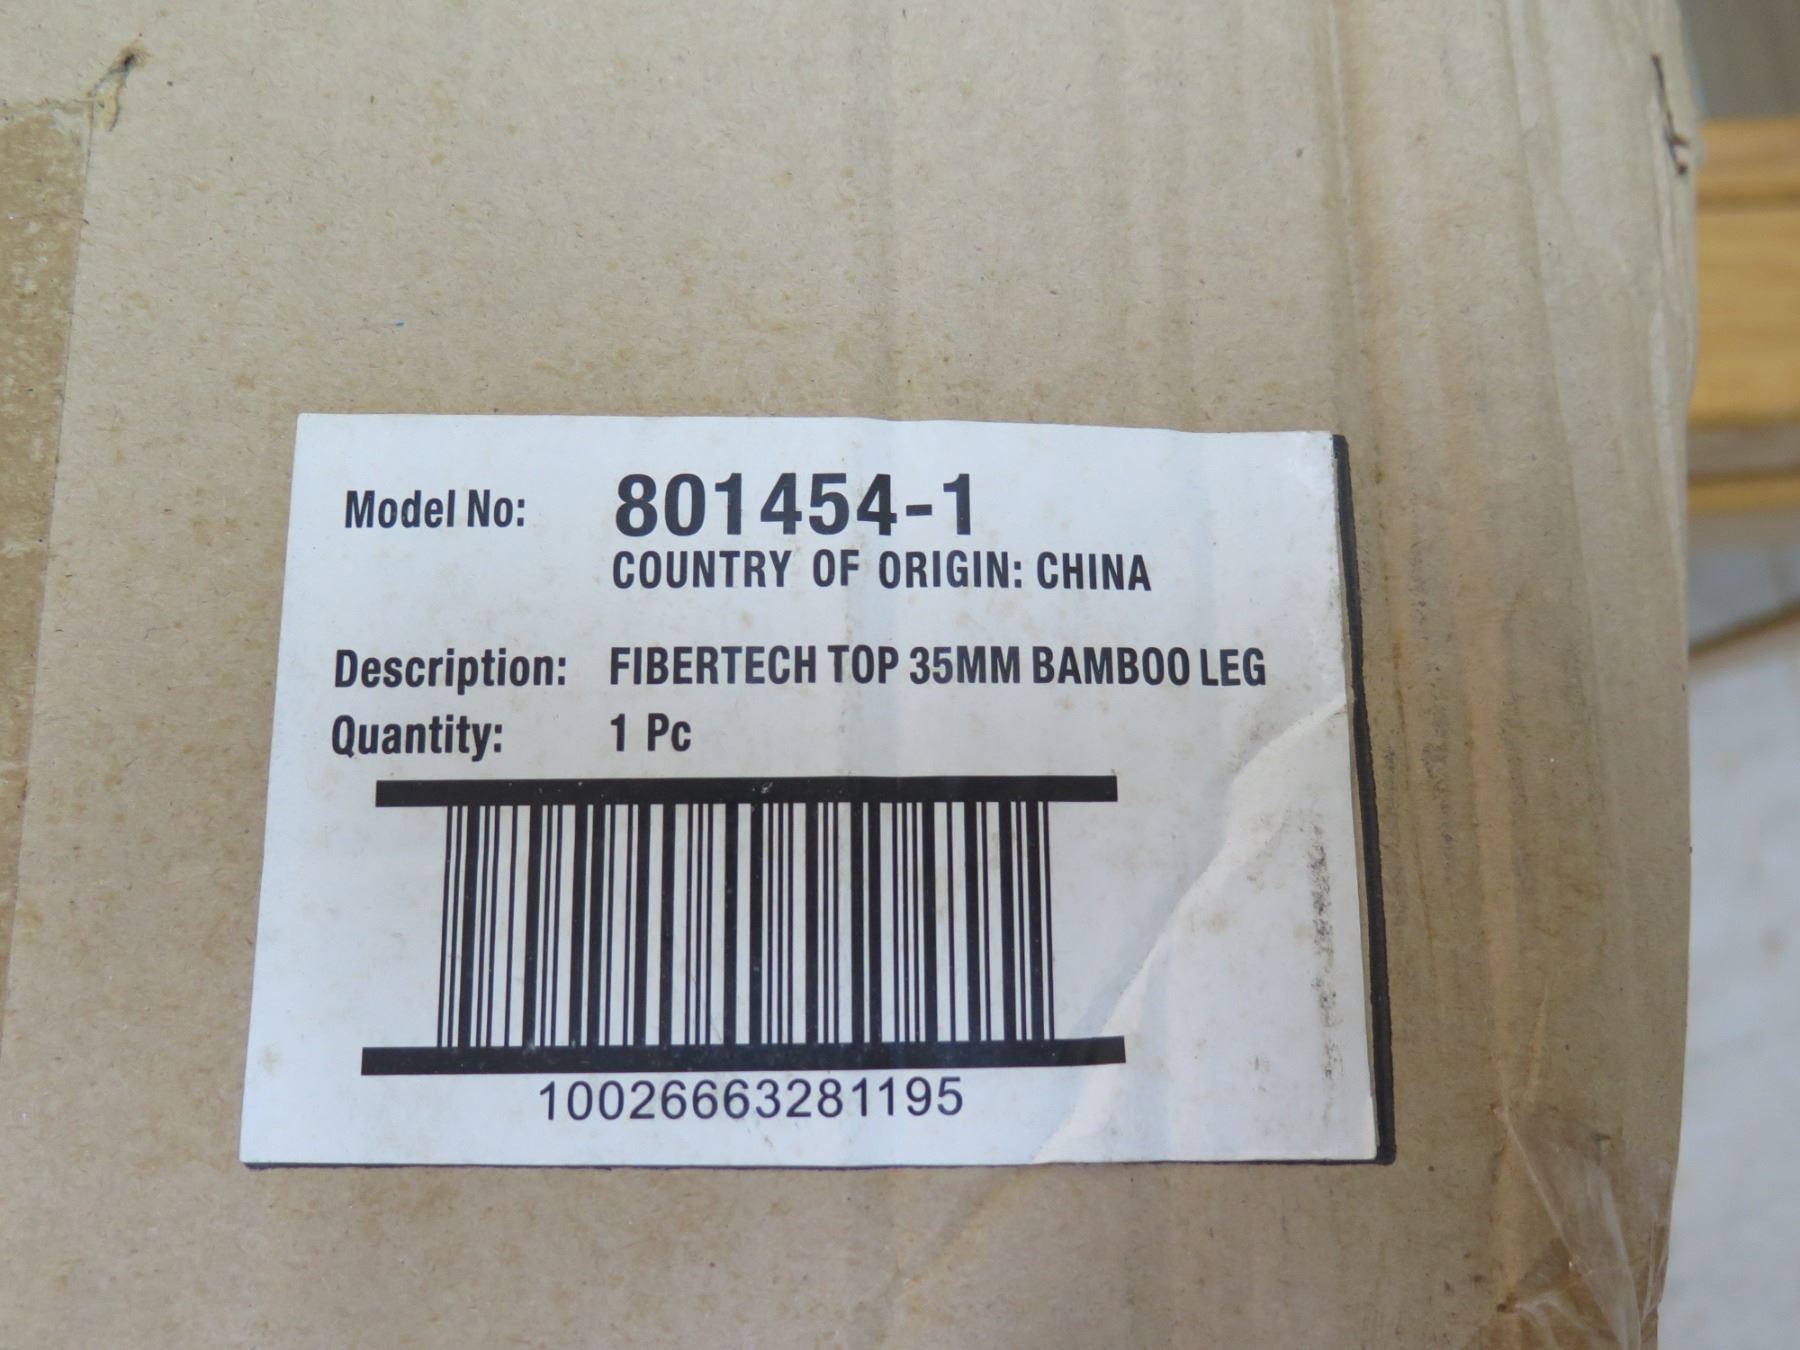 Model No: 801454-1
COUNTRY OF ORIGIN: CHINA
Description: FIBERTECH TOP 35MM BAMBOO LEG
Quantity: 1 Pc
10026663281195